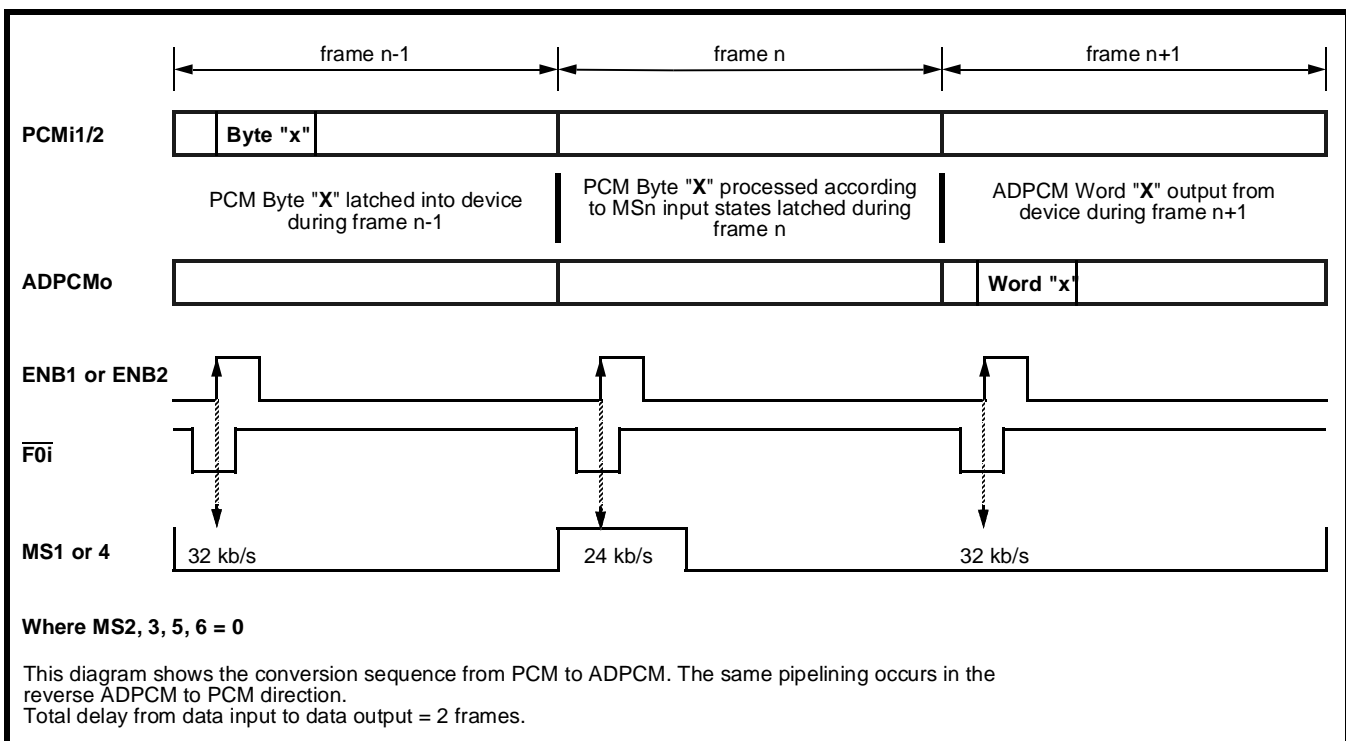 frame n-1
frame n
frame n+1
PCMi1/2
Byte "x"
PCM Byte "X" latched into device
during frame n-1
PCM Byte "X" processed according
to MSn input states latched during
frame n
ADPCM Word "X" output from
device during frame n+1
ADPCMo
Word "x"
ENB1 or ENB2
F0i
MS1 or 4
32 kb/s
24 kb/s
32 kb/s
Where MS2, 3, 5, 6 = 0
This diagram shows the conversion sequence from PCM to ADPCM. The same pipelining occurs in the
reverse ADPCM to PCM direction.
Total delay from data input to data output = 2 frames.